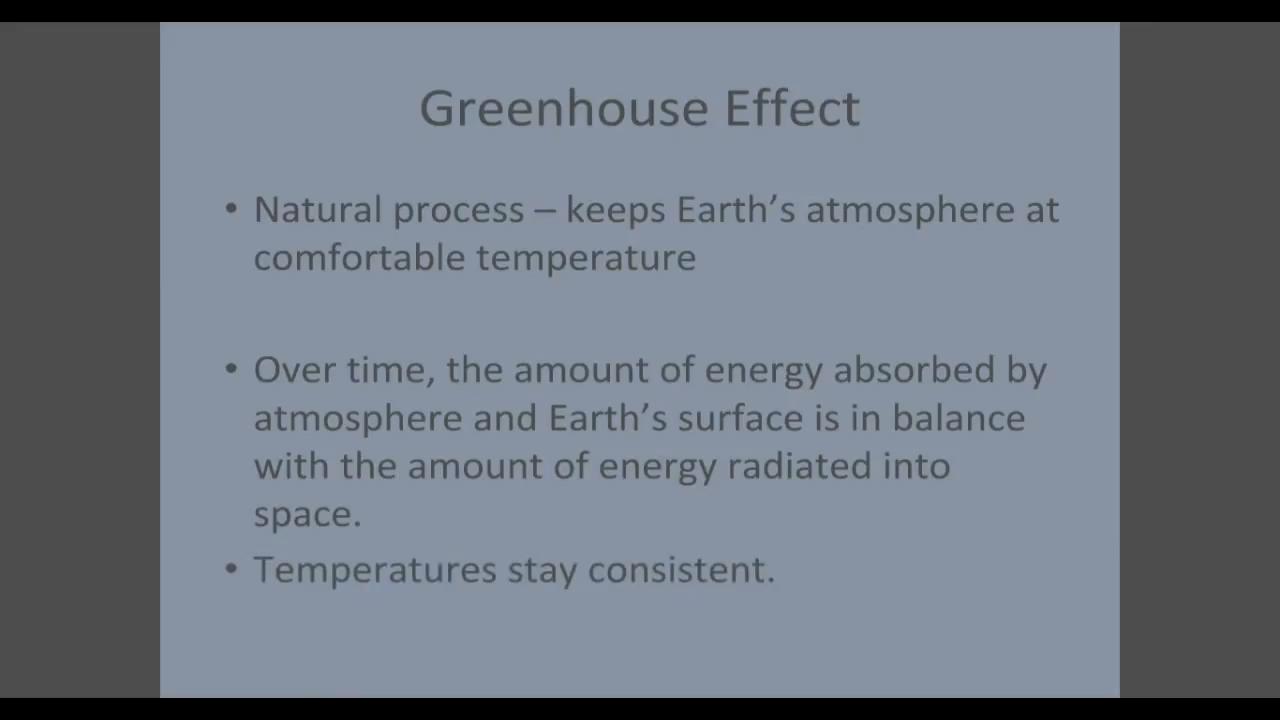 Greenhouse Effect
• Natural process – keeps Earth’s atmosphere at
comfortable temperature
• Over time, the amount of energy absorbed by
atmosphere and Earth’s surface is in balance
with the amount of energy radiated into
space.
• Temperatures stay consistent.